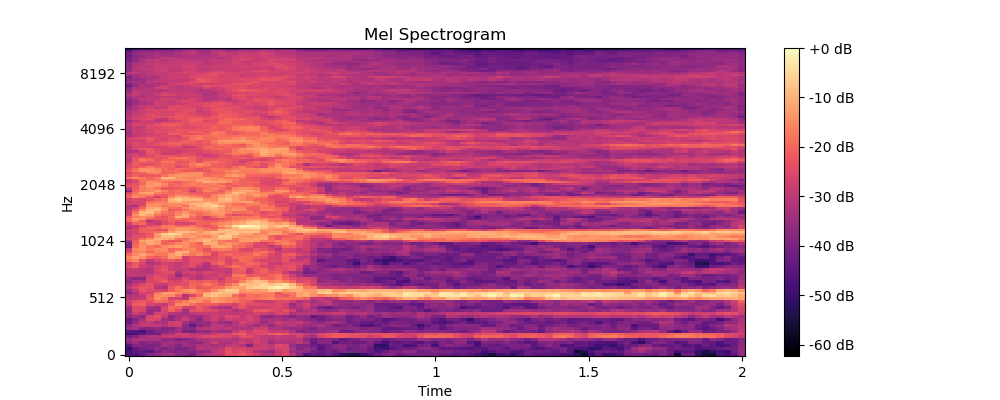 Mel Spectrogram
8192
4096
2048
1024
512
0
Hz
0 0.5 1 1.5 2
Time
+0 dB
-10 dB
-20 dB
-30 dB
-40 dB
-50 dB
-60 dB